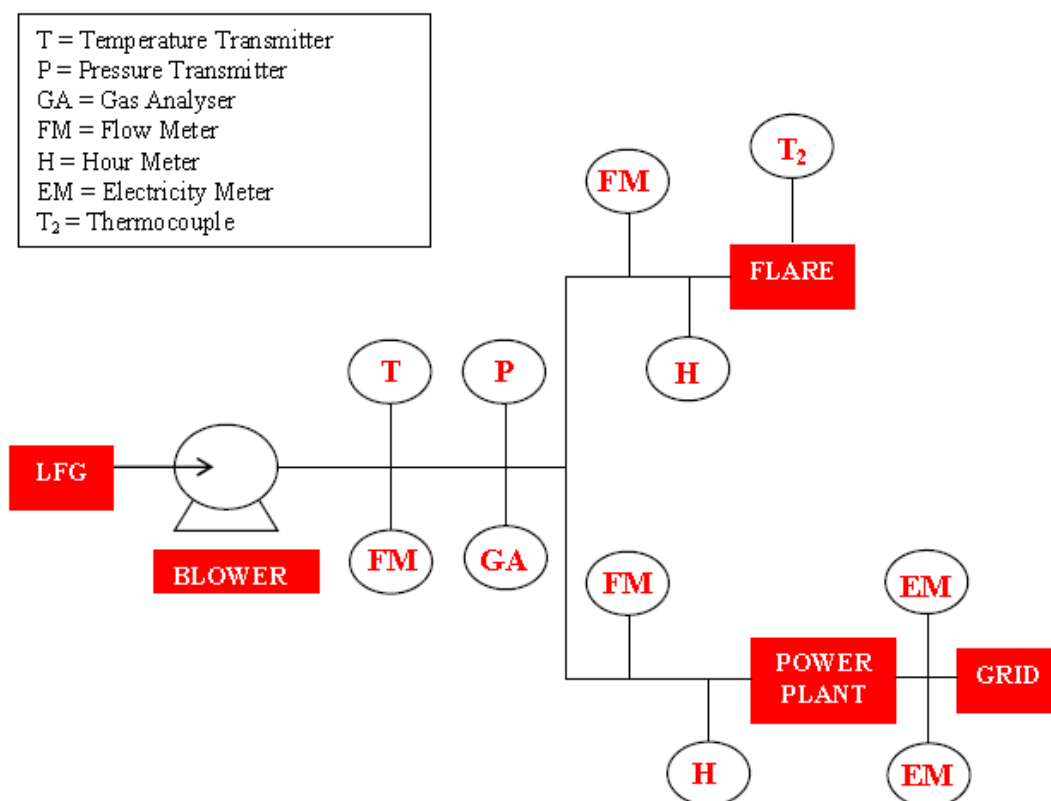 T = Temperature Transmitter
P = Pressure Transmitter
GA = Gas Analyser
FM = Flow Meter
H = Hour Meter
EM = Electricity Meter
T₂ = Thermocouple
T₂
FM
FLARE
H
T
P
LFG
BLOWER
FM
GA
FM
EM
POWER
PLANT
GRID
H
EM